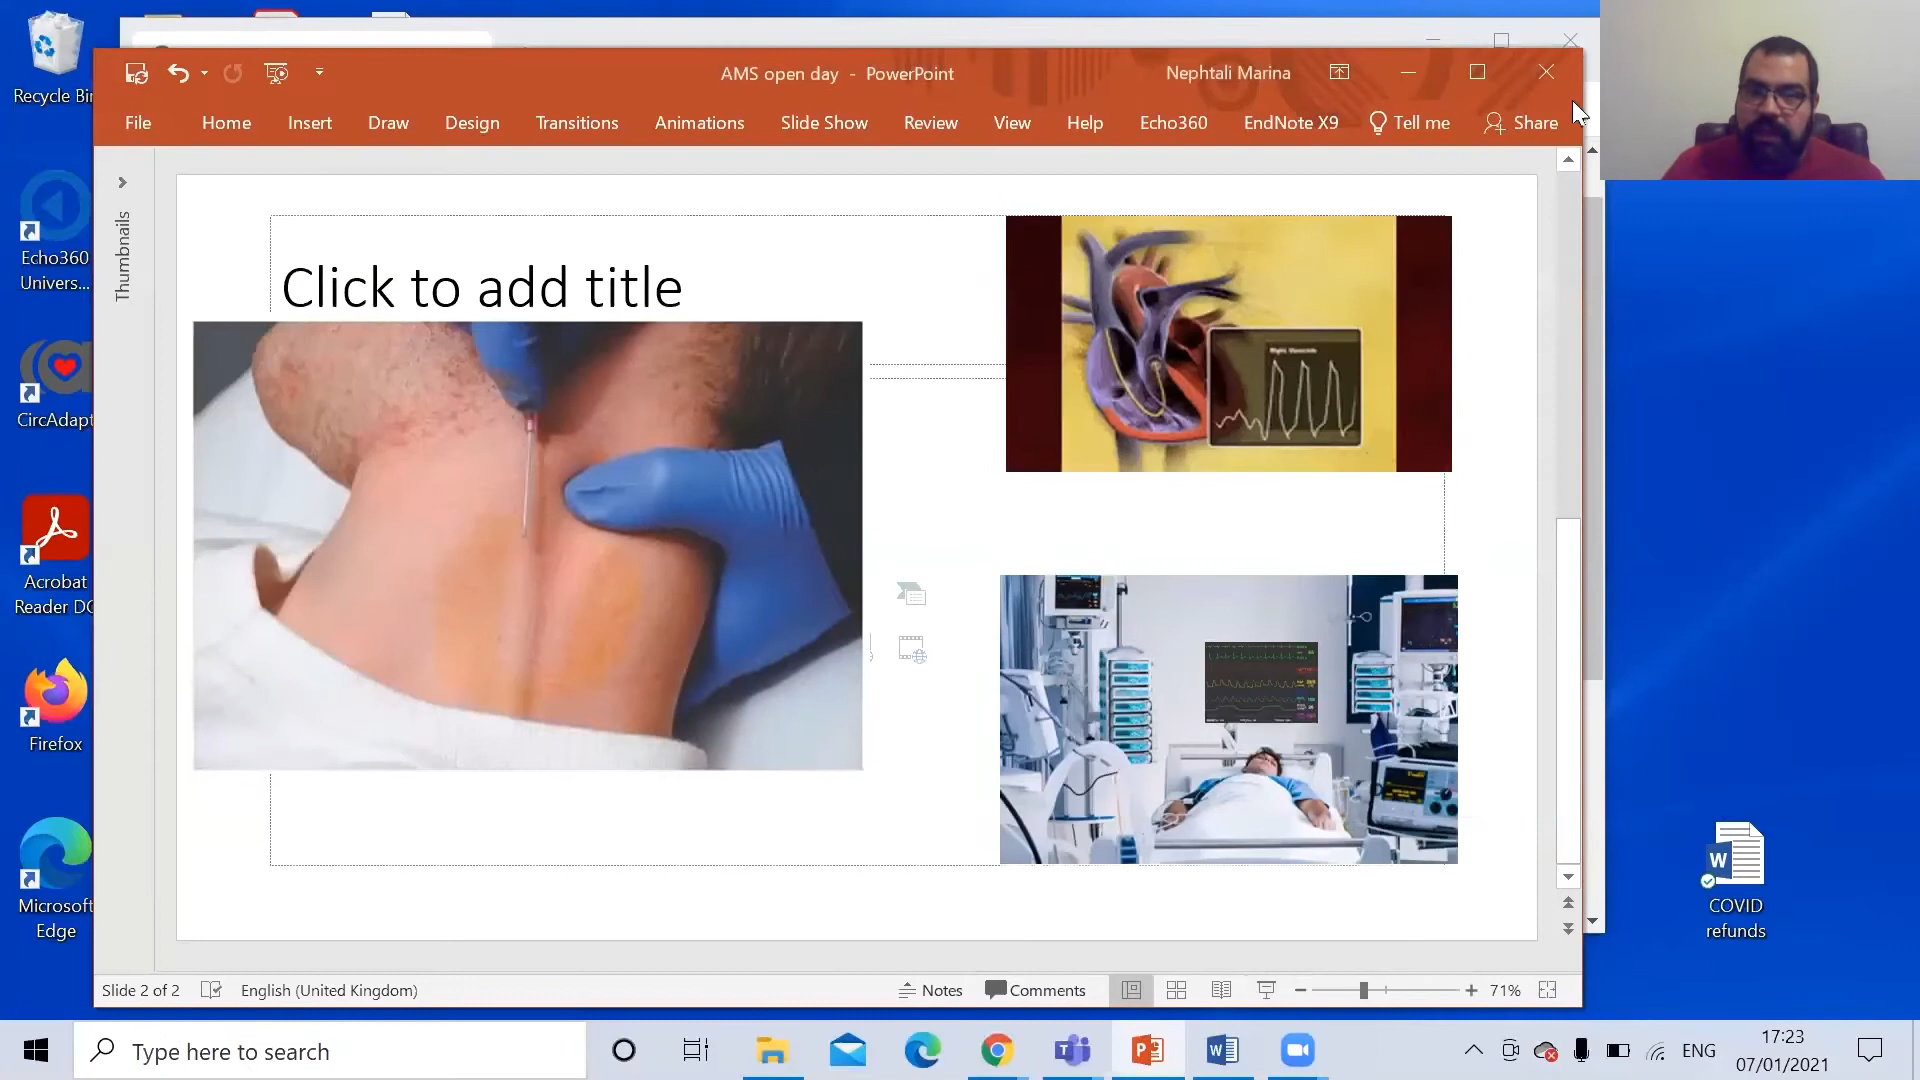 Recycle Bin
Echo360
Univers...
CircAdapt
Acrobat
Reader DC
Firefox
Microsoft
Edge
AMS open day - PowerPoint
Nephtali Marina
File Home Insert Draw Design Transitions Animations Slide Show Review View Help Echo360 EndNote X9 Tell me Share
Thumbnails
Click to add title
Slide 2 of 2
English (United Kingdom)
Notes
Comments
71%
COVID
refunds
Type here to search
ENG
17:23
07/01/2021